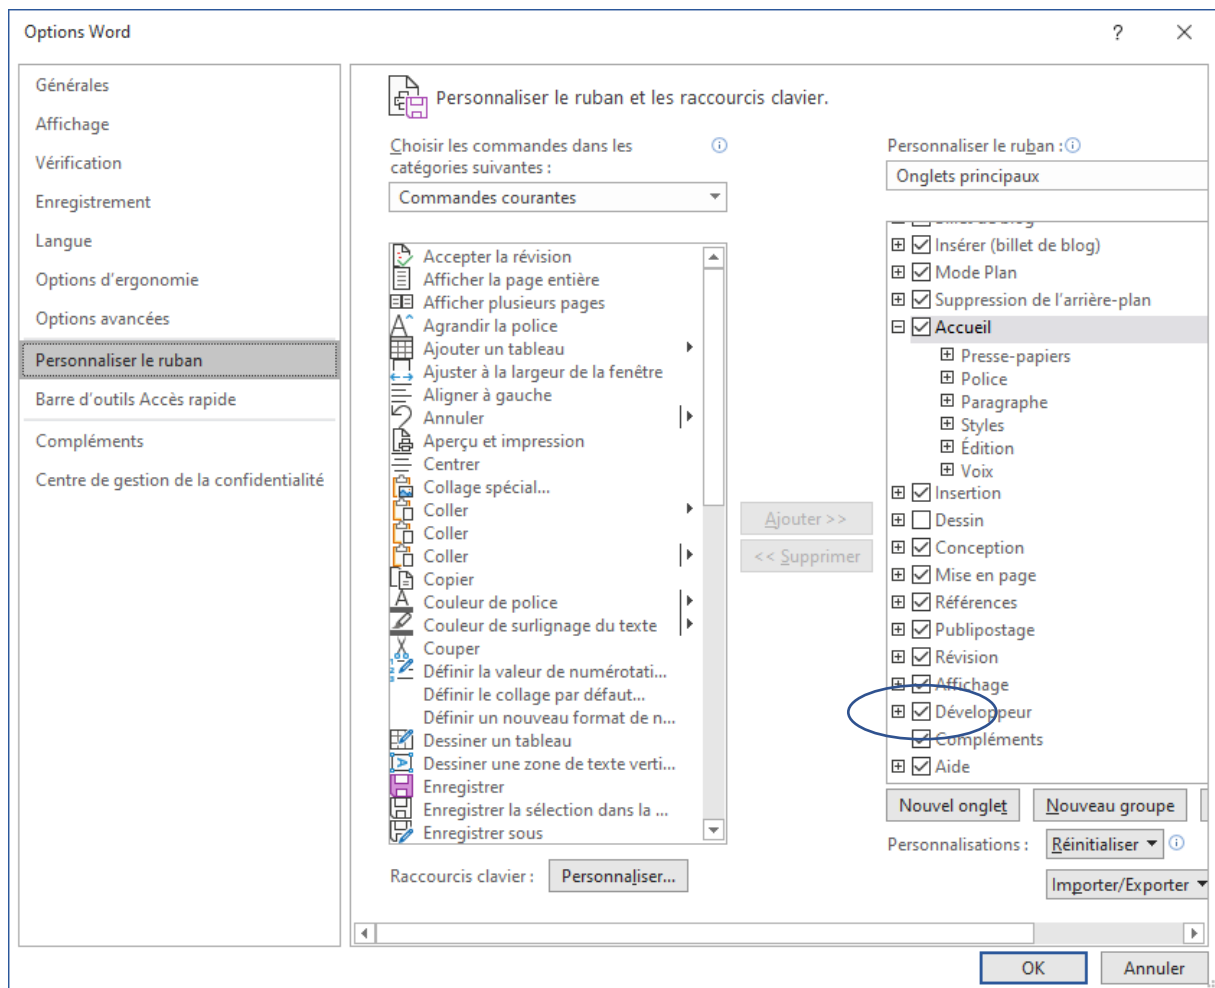 Options Word
?
Générales
Affichage
Vérification
Enregistrement
Langue
Options d'ergonomie
Options avancées
Personnaliser le ruban
Barre d'outils Accès rapide
Compléments
Centre de gestion de la confidentialité
Personnaliser le ruban et les raccourcis clavier.
Choisir les commandes dans les
catégories suivantes :
Commandes courantes
Accepter la révision
Afficher la page entière
Afficher plusieurs pages
Agrandir la police
Ajouter un tableau
Ajuster à la largeur de la fenêtre
Aligner à gauche
Annuler
Aperçu et impression
Centrer
Collage spécial...
Coller
Coller
Coller
Copier
Couleur de police
Couleur de surlignage du texte
Couper
Définir la valeur de numérotati...
Définir le collage par défaut...
Définir un nouveau format de n...
Dessiner un tableau
Dessiner une zone de texte verti...
Enregistrer
Enregistrer la sélection dans la ...
Enregistrer sous
Raccourcis clavier :
Personnaliser...
Ajouter >>
<< Supprimer
Personnaliser le ruban :
Onglets principaux
Billet de blog
Insérer (billet de blog)
Mode Plan
Suppression de l'arrière-plan
Accueil
Presse-papiers
Police
Paragraphe
Styles
Édition
Voix
Insertion
Dessin
Conception
Mise en page
Références
Publipostage
Révision
Affichage
Développeur
Compléments
Aide
Nouvel onglet
Nouveau groupe
Personnalisations :
Réinitialiser
Importer/Exporter
OK
Annuler